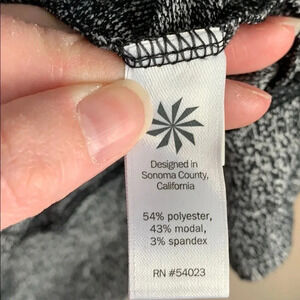 Designed in
Sonoma County,
California
54% polyester,
43% modal,
3% spandex
RN #54023